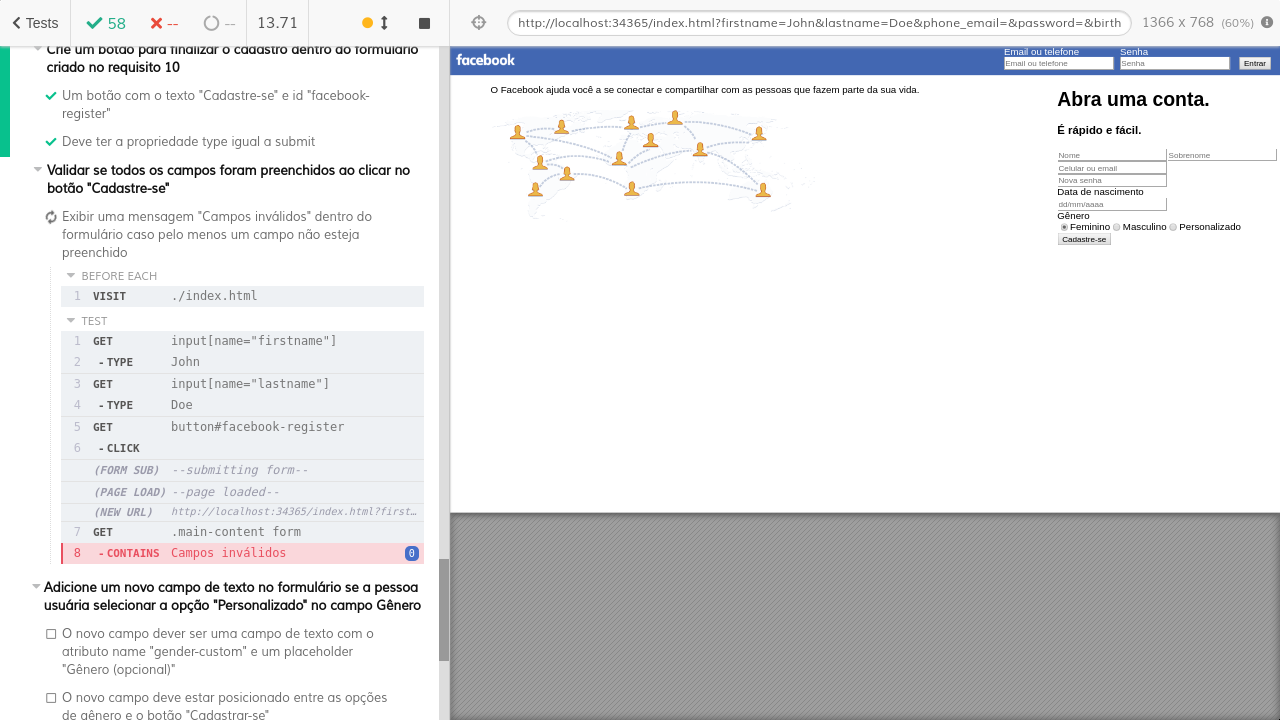 Tests
58
--
--
13.71
http://localhost:34365/index.html?firstname=John&lastname=Doe&phone_email=&password=&birth
1366 x 768 (60%)
Crie um botão para finalizar o cadastro dentro do formulário
criado no requisito 10
Um botão com o texto "Cadastre-se" e id "facebook-
register"
Deve ter a propriedade type igual a submit
Validar se todos os campos foram preenchidos ao clicar no
botão "Cadastre-se"
Exibir uma mensagem "Campos inválidos" dentro do
formulário caso pelo menos um campo não esteja
preenchido
BEFORE EACH
1 VISIT ./index.html
TEST
1 GET input[name="firstname"]
2 - TYPE John
3 GET input[name="lastname"]
4 - TYPE Doe
5 GET button#facebook-register
6 - CLICK
(FORM SUB) --submitting form--
(PAGE LOAD) --page loaded--
(NEW URL) http://localhost:34365/index.html?first…
7 GET .main-content form
8 - CONTAINS Campos inválidos 0
Adicione um novo campo de texto no formulário se a pessoa
usuária selecionar a opção "Personalizado" no campo Gênero
O novo campo dever ser uma campo de texto com o
atributo name "gender-custom" e um placeholder
"Gênero (opcional)"
O novo campo deve estar posicionado entre as opções
de gênero e o botão "Cadastrar-se"
facebook
Email ou telefone
Email ou telefone
Senha
Senha
Entrar
O Facebook ajuda você a se conectar e compartilhar com as pessoas que fazem parte da sua vida.
Abra uma conta.
É rápido e fácil.
Nome
Sobrenome
Celular ou email
Nova senha
Data de nascimento
dd/mm/aaaa
Gênero
Feminino Masculino Personalizado
Cadastre-se